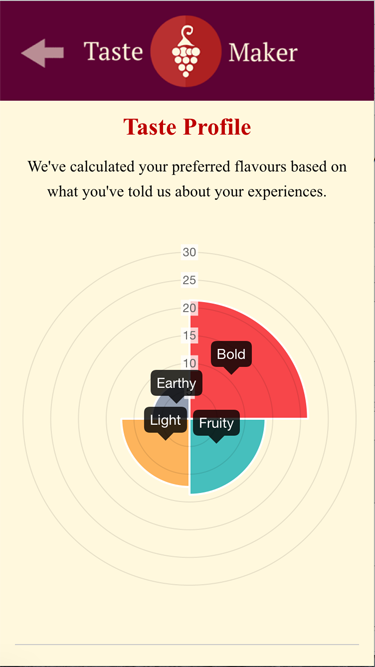 Taste Maker
Taste Profile
We've calculated your preferred flavours based on
what you've told us about your experiences.
30
25
20
15
10
Bold
Earthy
Light
Fruity